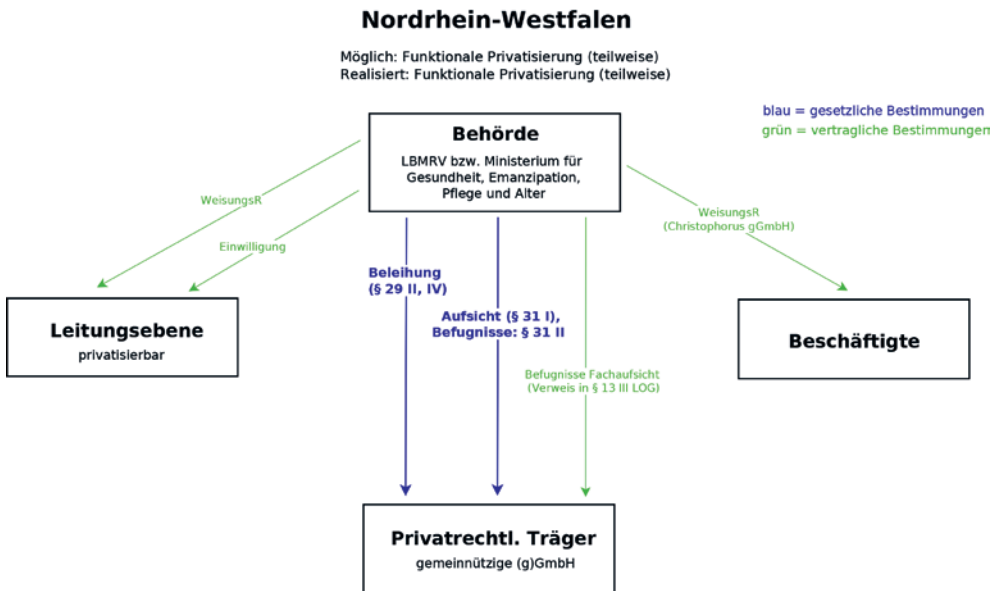 Nordrhein-Westfalen
Möglich: Funktionale Privatisierung (teilweise)
Realisiert: Funktionale Privatisierung (teilweise)
blau = gesetzliche Bestimmungen
grün = vertragliche Bestimmungen
Behörde
LBMRV bzw. Ministerium für
Gesundheit, Emanzipation,
Pflege und Alter
WeisungsR
Einwilligung
WeisungsR
(Christophorus gGmbH)
Beleihung
(§ 29 II, IV)
Aufsicht (§ 31 I),
Befugnisse: § 31 II
Befugnisse Fachaufsicht
(Verweis in § 13 III LOG)
Leitungsebene
privatisierbar
Beschäftigte
Privatrechtl. Träger
gemeinnützige (g)GmbH